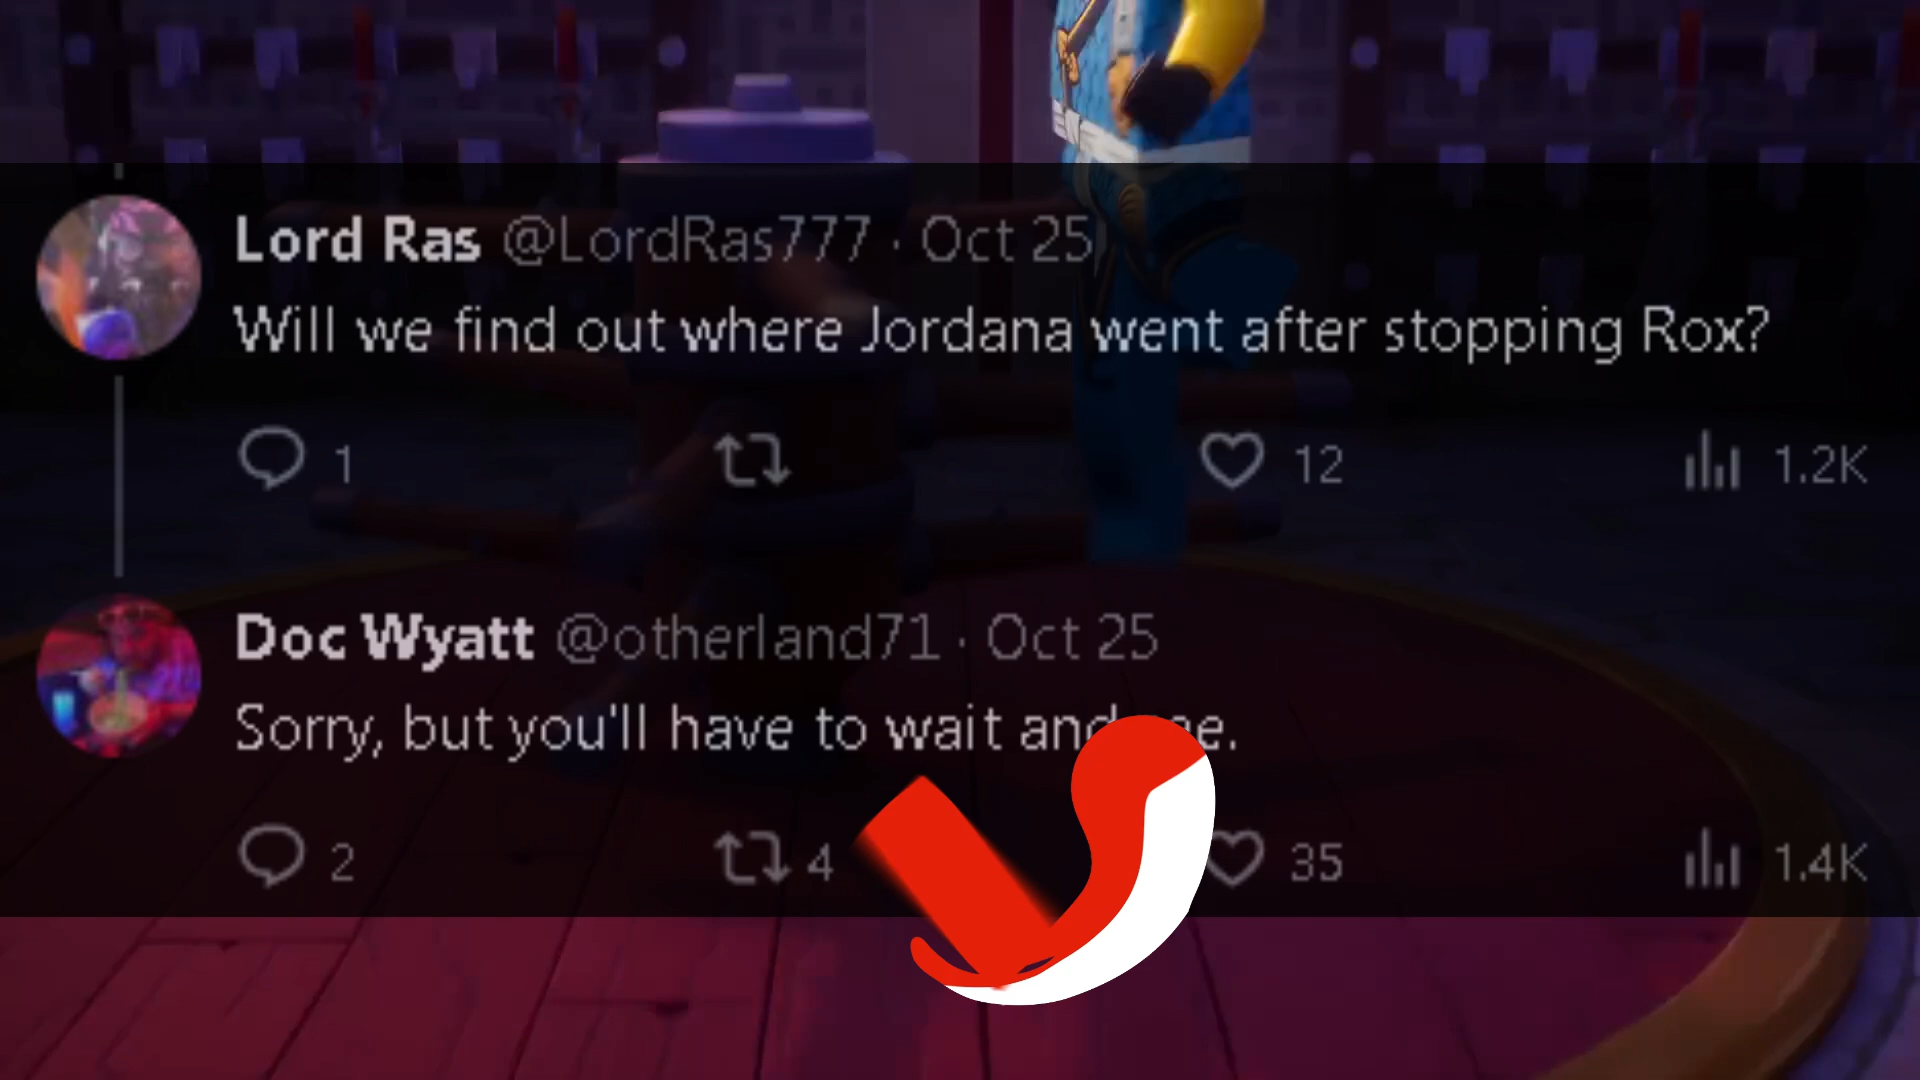 Lord Ras @LordRas777 · Oct 25
Will we find out where Jordana went after stopping Rox?
1 12 1.2K
Doc Wyatt @otherland71 · Oct 25
Sorry, but you'll have to wait and
2 4 35 1.4K